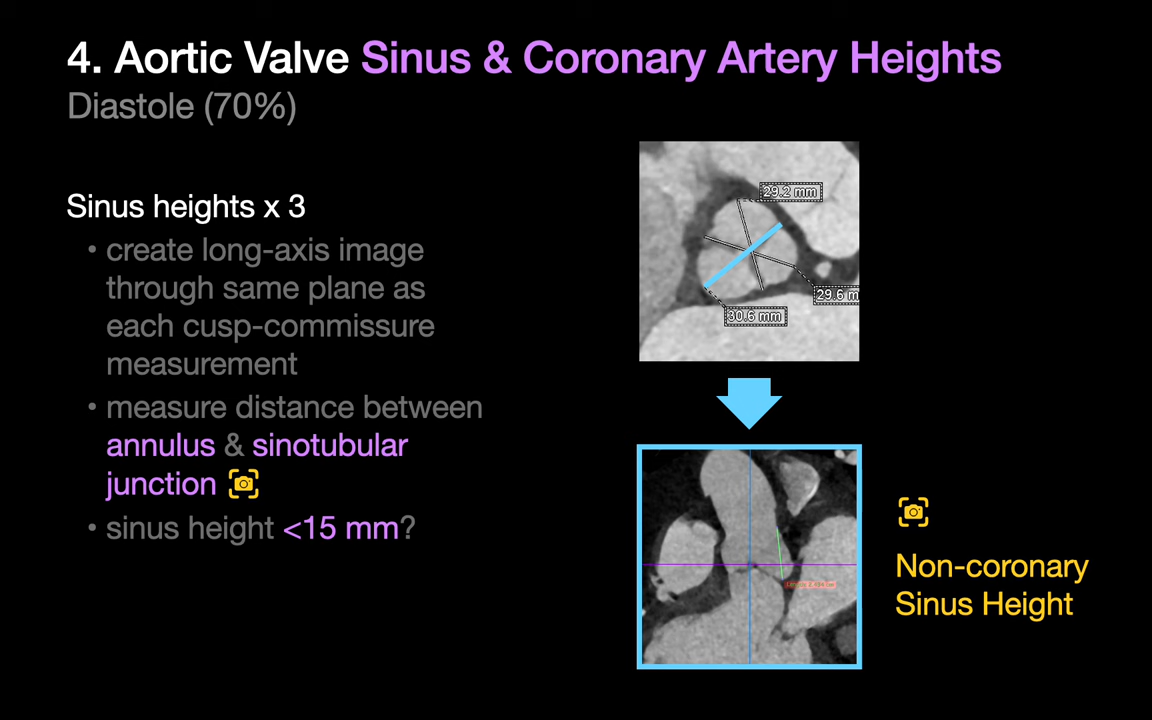 4. Aortic Valve Sinus & Coronary Artery Heights
Diastole (70%)
Sinus heights x 3
• create long-axis image
through same plane as
each cusp-commissure
measurement
• measure distance between
annulus & sinotubular
junction
• sinus height <15 mm?
29.2 mm
29.6 m
30.6 mm
Non-coronary
Sinus Height